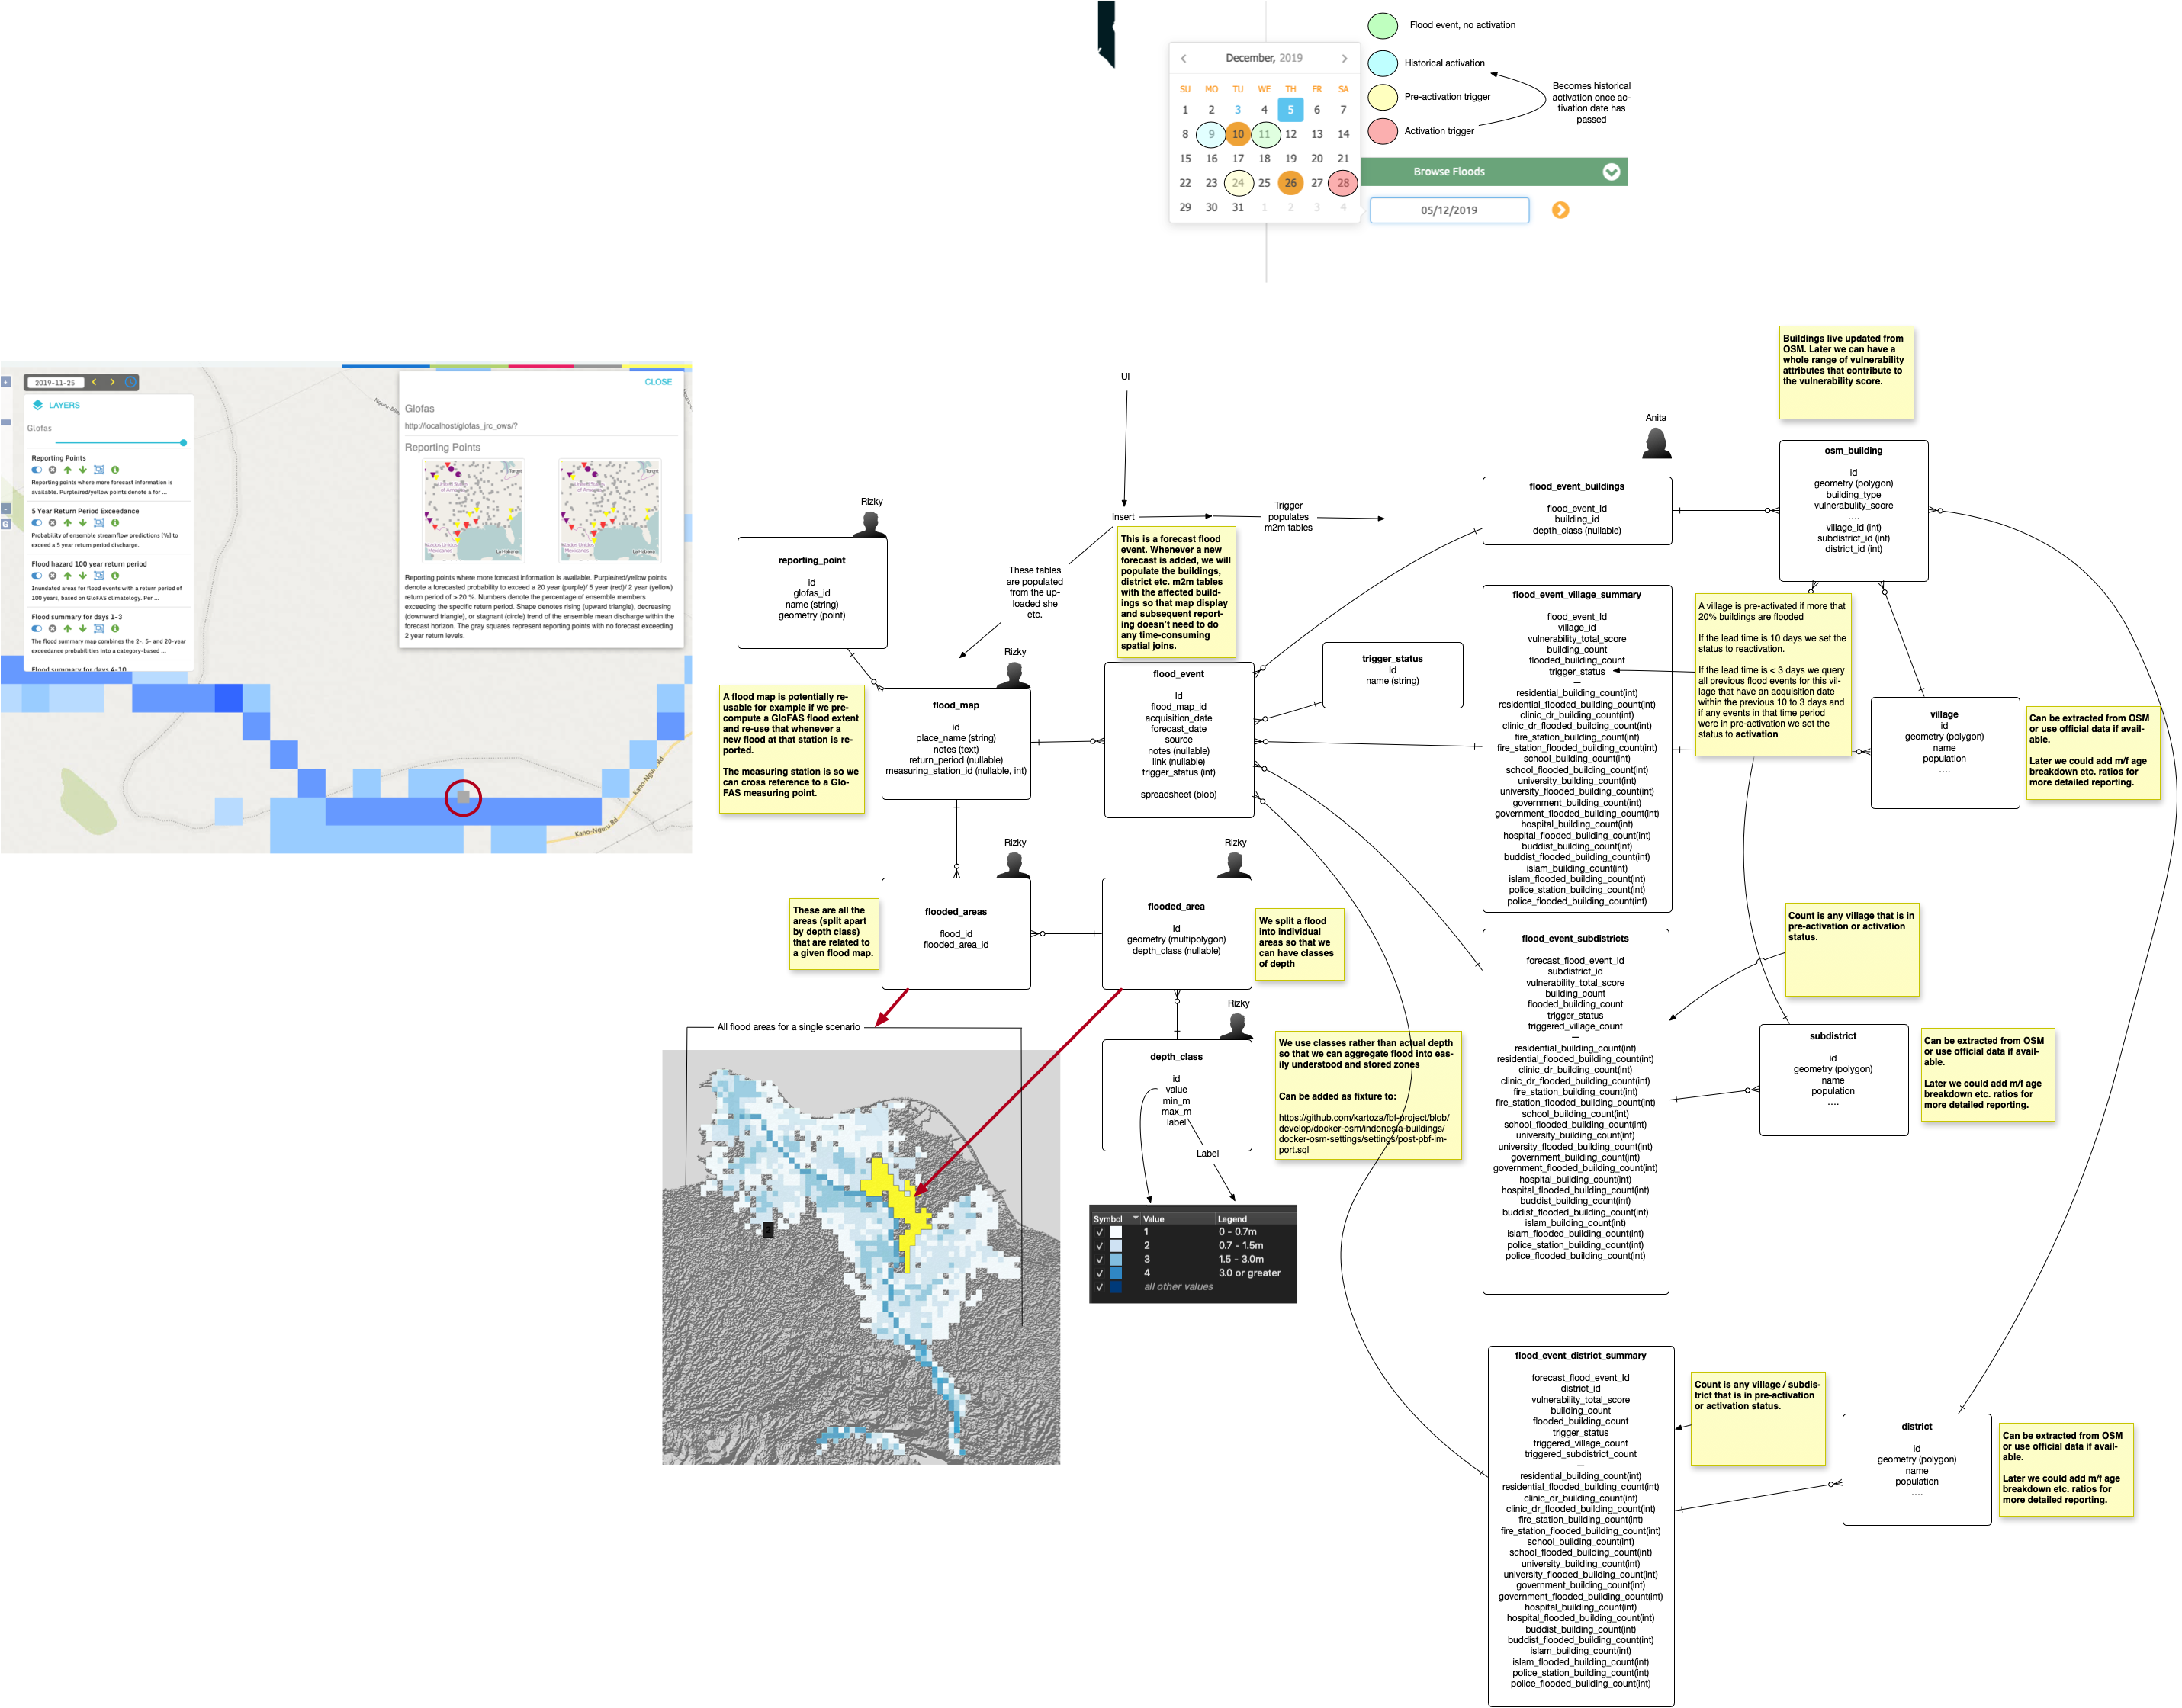 Flood event, no activation
Historical activation
Pre-activation trigger
Activation trigger
Becomes historical
activation once ac-
tivation date has
passed
December, 2019
SU MO TU WE TH FR SA
1 2 3 4 5 6 7
8 9 10 11 12 13 14
15 16 17 18 19 20 21
22 23 24 25 26 27 28
29 30 31 1 2 3 4
Browse Floods
05/12/2019
2019-11-25
LAYERS
Glofas
Reporting Points
Reporting points where more forecast information is
available. Purple/red/yellow points denote a for ...
5 Year Return Period Exceedance
Probability of ensemble streamflow predictions [%] to
exceed a 5 year return period discharge.
Flood hazard 100 year return period
Inundated areas for flood events with a return period of
100 years, based on GloFAS climatology. Per ...
Flood summary for days 1-3
The flood summary map combines the 2-, 5- and 20-year
exceedance probabilities into a category-based ...
Flood summary for days 4-10
CLOSE
Glofas
http://localhost/glofas_jrc_ows/?
Reporting Points
Reporting points where more forecast information is available. Purple/red/yellow points
denote a forecasted probability to exceed a 20 year (purple)/ 5 year (red)/ 2 year (yellow)
return period of > 20 %. Numbers denote the percentage of ensemble members
exceeding the specific return period. Shape denotes rising (upward triangle), decreasing
(downward triangle), or stagnant (circle) trend of the ensemble mean discharge within the
forecast horizon. The gray squares represent reporting points with no forecast exceeding
2 year return levels.
Kano-Nguru Rd
Kano-Nguru Rd
UI
Insert
Trigger
populates
m2m tables
These tables
are populated
from the up-
loaded she
etc.
This is a forecast flood
event. Whenever a new
forecast is added, we will
populate the buildings,
district etc. m2m tables
with the affected build-
ings so that map display
and subsequent report-
ing doesn't need to do
any time-consuming
spatial joins.
Rizky
reporting_point
id
glofas_id
name (string)
geometry (point)
A flood map is potentially re-
usable for example if we pre-
compute a GloFAS flood extent
and re-use that whenever a
new flood at that station is re-
ported.
The measuring station is so we
can cross reference to a Glo-
FAS measuring point.
Rizky
flood_map
id
place_name (string)
notes (text)
return_period (nullable)
measuring_station_id (nullable, int)
flood_event
Id
flood_map_id
acquisition_date
forecast_date
source
notes (nullable)
link (nullable)
trigger_status (int)
spreadsheet (blob)
trigger_status
Id
name (string)
Rizky
flooded_areas
flood_id
flooded_area_id
These are all the
areas (split apart
by depth class)
that are related to
a given flood map.
Rizky
flooded_area
Id
geometry (multipolygon)
depth_class (nullable)
We split a flood
into individual
areas so that we
can have classes
of depth
Rizky
depth_class
id
value
min_m
max_m
label
Label
We use classes rather than actual depth
so that we can aggregate flood into eas-
ily understood and stored zones
Can be added as fixture to:
https://github.com/kartoza/fbf-project/blob/
develop/docker-osm/indonesia-buildings/
docker-osm-settings/settings/post-pbf-im-
port.sql
All flood areas for a single scenario
Symbol Value Legend
1 0 - 0.7m
2 0.7 - 1.5m
3 1.5 - 3.0m
4 3.0 or greater
all other values
Anita
flood_event_buildings
flood_event_Id
building_id
depth_class (nullable)
Buildings live updated from
OSM. Later we can have a
whole range of vulnerability
attributes that contribute to
the vulnerability score.
osm_building
id
geometry (polygon)
building_type
vulnerabuility_score
....
village_id (int)
subdistrict_id (int)
district_id (int)
flood_event_village_summary
flood_event_Id
village_id
vulnerability_total_score
building_count
flooded_building_count
trigger_status
—
residential_building_count(int)
residential_flooded_building_count(int)
clinic_dr_building_count(int)
clinic_dr_flooded_building_count(int)
fire_station_building_count(int)
fire_station_flooded_building_count(int)
school_building_count(int)
school_flooded_building_count(int)
university_building_count(int)
university_flooded_building_count(int)
government_building_count(int)
government_flooded_building_count(int)
hospital_building_count(int)
hospital_flooded_building_count(int)
buddist_building_count(int)
buddist_flooded_building_count(int)
islam_building_count(int)
islam_flooded_building_count(int)
police_station_building_count(int)
police_flooded_building_count(int)
A village is pre-activated if more that
20% buildings are flooded
If the lead time is 10 days we set the
status to reactivation.
If the lead time is < 3 days we query
all previous flood events for this vil-
lage that have an acquisition date
within the previous 10 to 3 days and
if any events in that time period
were in pre-activation we set the
status to activation
village
id
geometry (polygon)
name
population
....
Can be extracted from OSM
or use official data if avail-
able.
Later we could add m/f age
breakdown etc. ratios for
more detailed reporting.
flood_event_subdistricts
forecast_flood_event_Id
subdistrict_id
vulnerability_total_score
building_count
flooded_building_count
trigger_status
triggered_village_count
—
residential_building_count(int)
residential_flooded_building_count(int)
clinic_dr_building_count(int)
clinic_dr_flooded_building_count(int)
fire_station_building_count(int)
fire_station_flooded_building_count(int)
school_building_count(int)
school_flooded_building_count(int)
university_building_count(int)
university_flooded_building_count(int)
government_building_count(int)
government_flooded_building_count(int)
hospital_building_count(int)
hospital_flooded_building_count(int)
buddist_building_count(int)
buddist_flooded_building_count(int)
islam_building_count(int)
islam_flooded_building_count(int)
police_station_building_count(int)
police_flooded_building_count(int)
Count is any village that is in
pre-activation or activation
status.
subdistrict
id
geometry (polygon)
name
population
....
Can be extracted from OSM
or use official data if avail-
able.
Later we could add m/f age
breakdown etc. ratios for
more detailed reporting.
flood_event_district_summary
forecast_flood_event_Id
district_id
vulnerability_total_score
building_count
flooded_building_count
trigger_status
triggered_village_count
triggered_subdistrict_count
—
residential_building_count(int)
residential_flooded_building_count(int)
clinic_dr_building_count(int)
clinic_dr_flooded_building_count(int)
fire_station_building_count(int)
fire_station_flooded_building_count(int)
school_building_count(int)
school_flooded_building_count(int)
university_building_count(int)
university_flooded_building_count(int)
government_building_count(int)
government_flooded_building_count(int)
hospital_building_count(int)
hospital_flooded_building_count(int)
buddist_building_count(int)
buddist_flooded_building_count(int)
islam_building_count(int)
islam_flooded_building_count(int)
police_station_building_count(int)
police_flooded_building_count(int)
Count is any village / subdis-
trict that is in pre-activation
or activation status.
district
id
geometry (polygon)
name
population
....
Can be extracted from OSM
or use official data if avail-
able.
Later we could add m/f age
breakdown etc. ratios for
more detailed reporting.